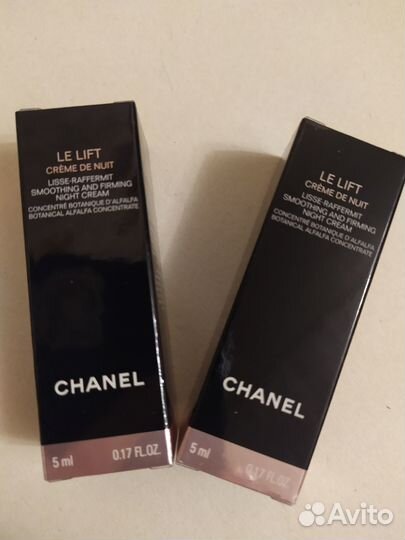 LE LIFT
CRÈME DE NUIT
LISSE-RAFFERMIT
SMOOTHING AND FIRMING
NIGHT CREAM
CONCENTRÉ BOTANIQUE D'ALFALFA
BOTANICAL ALFALFA CONCENTRATE
CHANEL
5 ml 0.17 FL.OZ.
LE LIFT
CRÈME DE NUIT
LISSE-RAFFERMIT
SMOOTHING AND FIRMING
NIGHT CREAM
CONCENTRÉ BOTANIQUE D'ALFALFA
BOTANICAL ALFALFA CONCENTRATE
CHANEL
5 ml 0.17 FL.OZ.
Avito